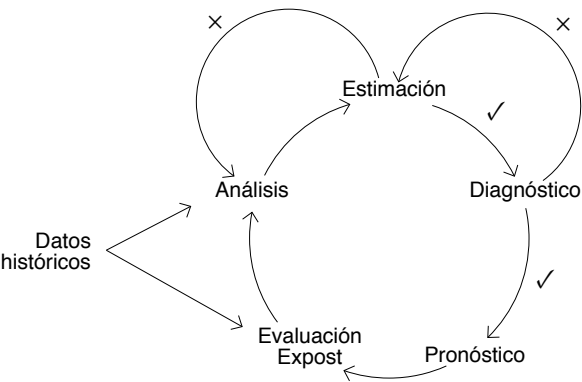 ×
×
Estimación
✓
Análisis
Diagnóstico
Datos
históricos
✓
Evaluación
Expost
Pronóstico